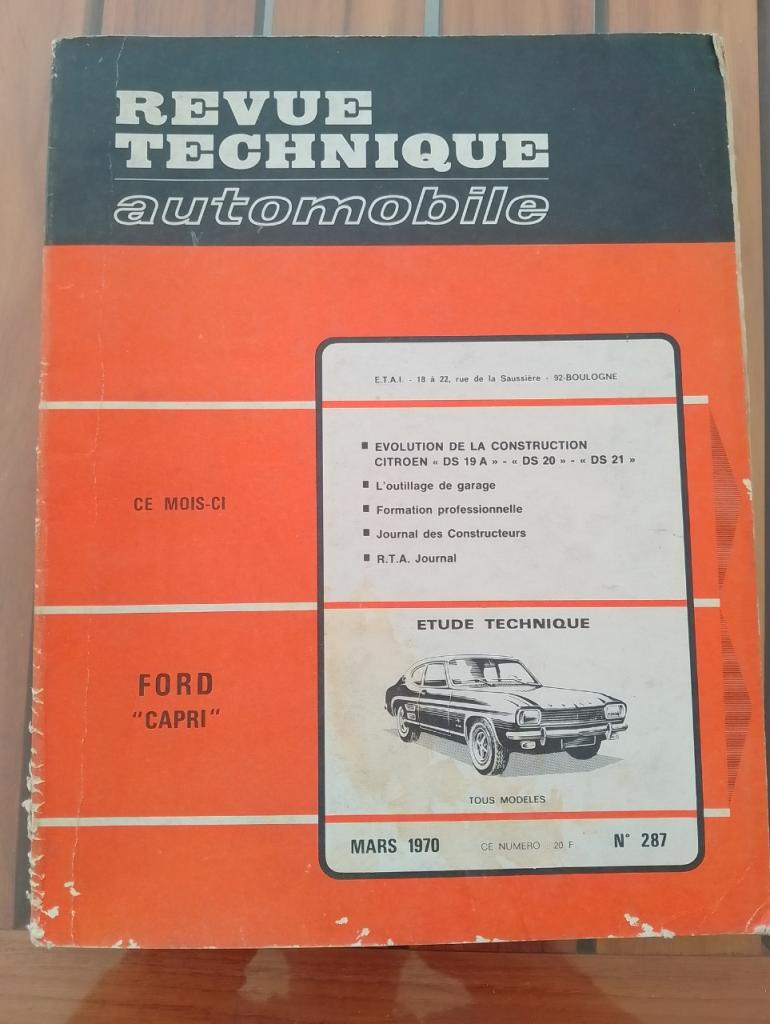 REVUE
TECHNIQUE
automobile
E.T.A.I. - 18 à 22, rue de la Saussière - 92-BOULOGNE
EVOLUTION DE LA CONSTRUCTION
CITROEN « DS 19 A » - « DS 20 » - « DS 21 »
L'outillage de garage
Formation professionnelle
Journal des Constructeurs
R.T.A. Journal
CE MOIS-CI
ETUDE TECHNIQUE
FORD
"CAPRI"
TOUS MODELES
MARS 1970 CE NUMERO : 20 F N° 287